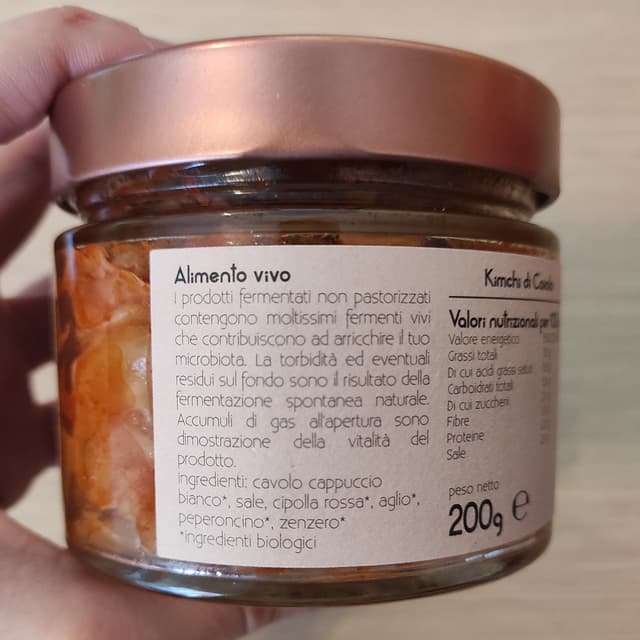 Alimento vivo
I prodotti fermentati non pastorizzati
contengono moltissimi fermenti vivi
che contribuiscono ad arricchire il tuo
microbiota. La torbidità ed eventuali
residui sul fondo sono il risultato della
fermentazione spontanea naturale.
Accumuli di gas all'apertura sono
dimostrazione della vitalità del
prodotto.
Ingredienti: cavolo cappuccio
bianco*, sale, cipolla rossa*, aglio*,
peperoncino*, zenzero*
*ingredienti biologici
Kimchi di
Valori nutrizionali per
Valore energetico
Grassi totali
Di cui acidi grassi saturi
Carboidrati totali
Di cui zuccheri
Fibre
Proteine
Sale
peso netto
200g e